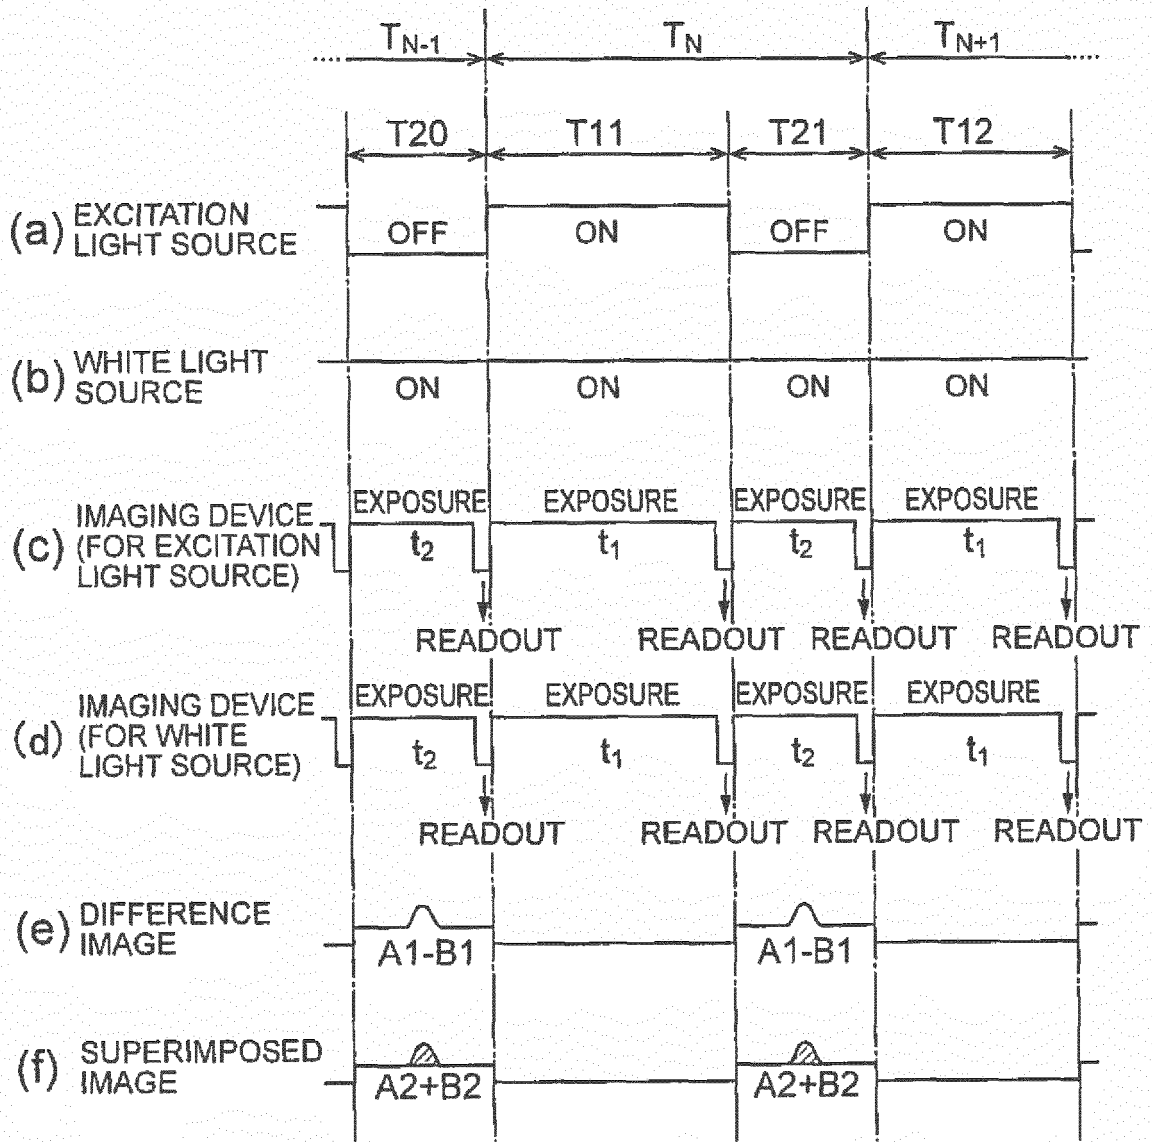 T_N-1 T_N T_N+1
T20 T11 T21 T12
(a) EXCITATION
LIGHT SOURCE
OFF ON OFF ON
(b) WHITE LIGHT
SOURCE
ON ON ON ON
(c) IMAGING DEVICE
(FOR EXCITATION
LIGHT SOURCE)
EXPOSURE EXPOSURE EXPOSURE EXPOSURE
t2 t1 t2 t1
READOUT READOUT READOUT READOUT
(d) IMAGING DEVICE
(FOR WHITE
LIGHT SOURCE)
EXPOSURE EXPOSURE EXPOSURE EXPOSURE
t2 t1 t2 t1
READOUT READOUT READOUT READOUT
(e) DIFFERENCE
IMAGE
A1-B1 A1-B1
(f) SUPERIMPOSED
IMAGE
A2+B2 A2+B2